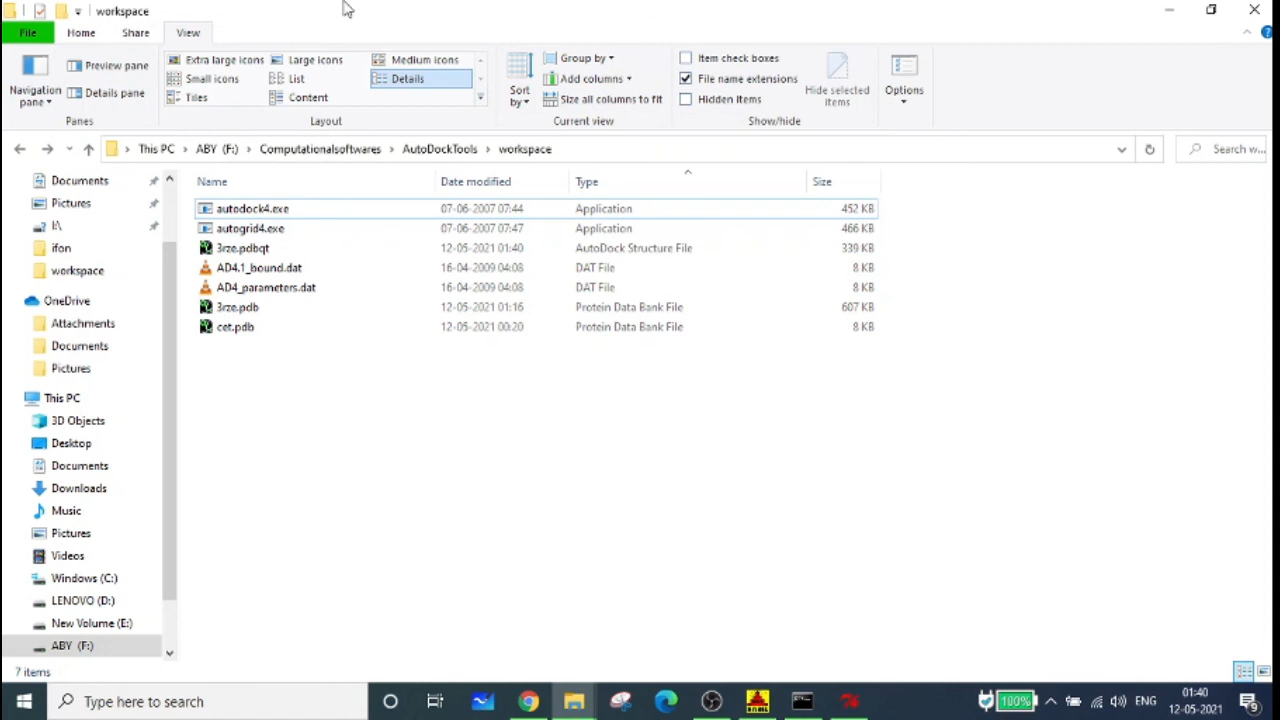 workspace
File Home Share View
Preview pane
Details pane
Navigation pane
Panes
Extra large icons Large icons Medium icons
Small icons List Details
Tiles Content
Layout
Sort by
Group by
Add columns
Size all columns to fit
Current view
Item check boxes
File name extensions
Hidden items
Hide selected items
Show/hide
Options
This PC > ABY (F:) > Computationalsoftwares > AutoDockTools > workspace
Search w...
Name Date modified Type Size
autodock4.exe 07-06-2007 07:44 Application 452 KB
autogrid4.exe 07-06-2007 07:47 Application 466 KB
3rze.pdbqt 12-05-2021 01:40 AutoDock Structure File 339 KB
AD4.1_bound.dat 16-04-2009 04:08 DAT File 8 KB
AD4_parameters.dat 16-04-2009 04:08 DAT File 8 KB
3rze.pdb 12-05-2021 01:16 Protein Data Bank File 607 KB
cet.pdb 12-05-2021 00:20 Protein Data Bank File 8 KB
Documents
Pictures
I:\
ifon
workspace
OneDrive
Attachments
Documents
Pictures
This PC
3D Objects
Desktop
Documents
Downloads
Music
Pictures
Videos
Windows (C:)
LENOVO (D:)
New Volume (E:)
ABY (F:)
7 items
Type here to search
100%
ENG
01:40
12-05-2021